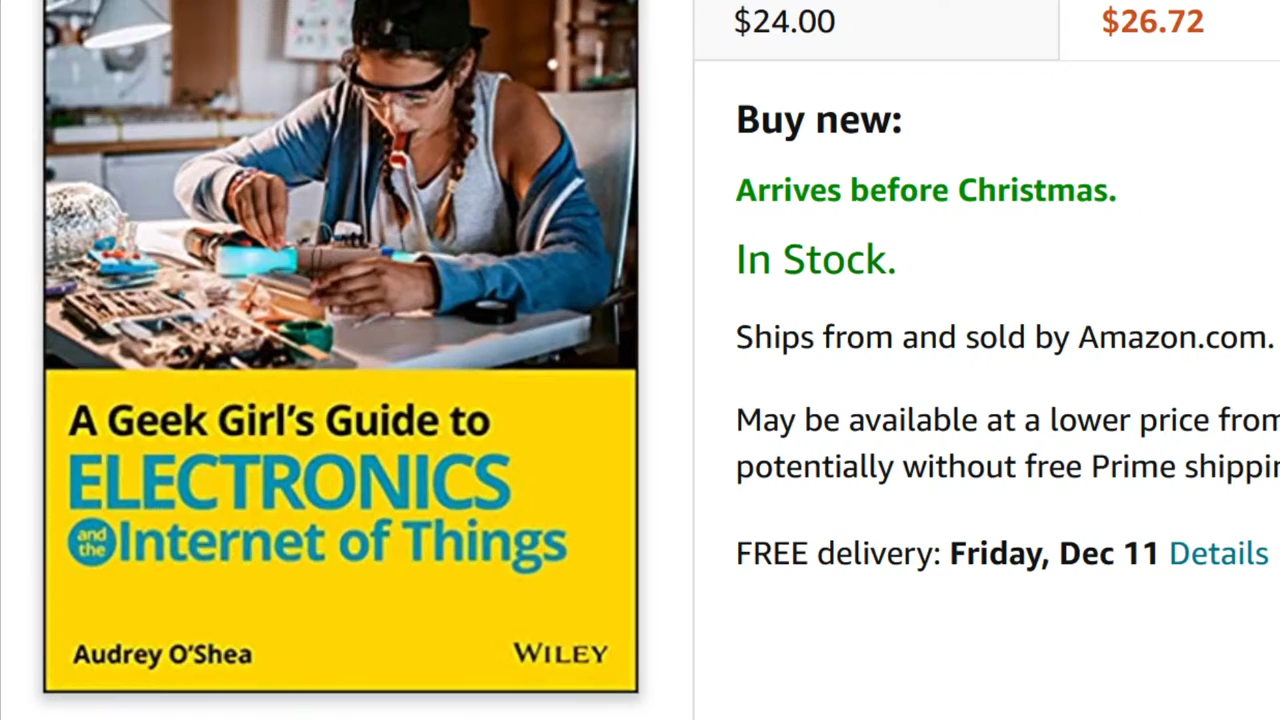 A Geek Girl's Guide to
ELECTRONICS
and the Internet of Things
Audrey O'Shea
WILEY
$24.00
$26.72
Buy new:
Arrives before Christmas.
In Stock.
Ships from and sold by Amazon.com.
May be available at a lower price from
potentially without free Prime shippin
FREE delivery: Friday, Dec 11 Details